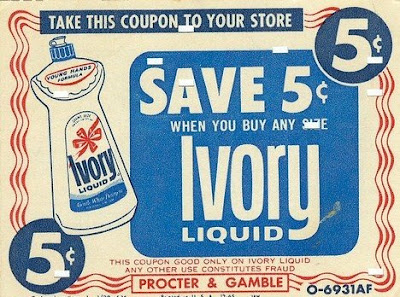 TAKE THIS COUPON TO YOUR STORE
5¢
YOUNG HANDS
FORMULA
Ivory
LIQUID
SAVE 5¢
WHEN YOU BUY ANY
Ivory
LIQUID
5¢
THIS COUPON GOOD ONLY ON IVORY LIQUID
ANY OTHER USE CONSTITUTES FRAUD
PROCTER & GAMBLE
O-6931AF